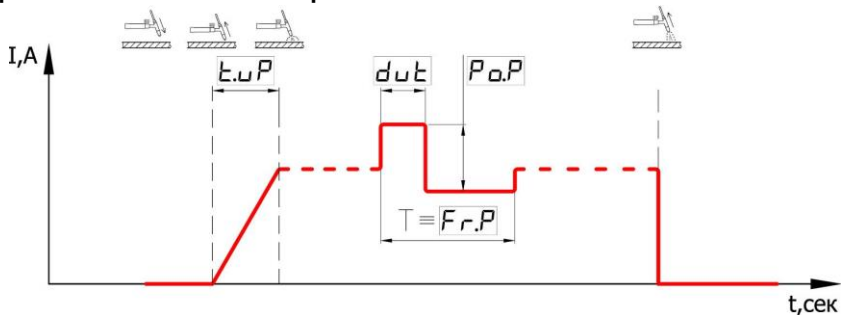 I,A
t.uP
dut
Po.P
T ≡ Fr.P
t,сек